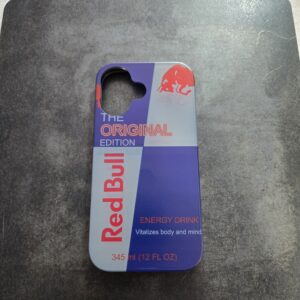 THE
ORIGINAL
EDITION
Red Bull
ENERGY DRINK
Vitalizes body and mind.
345 ml (12 FL OZ)